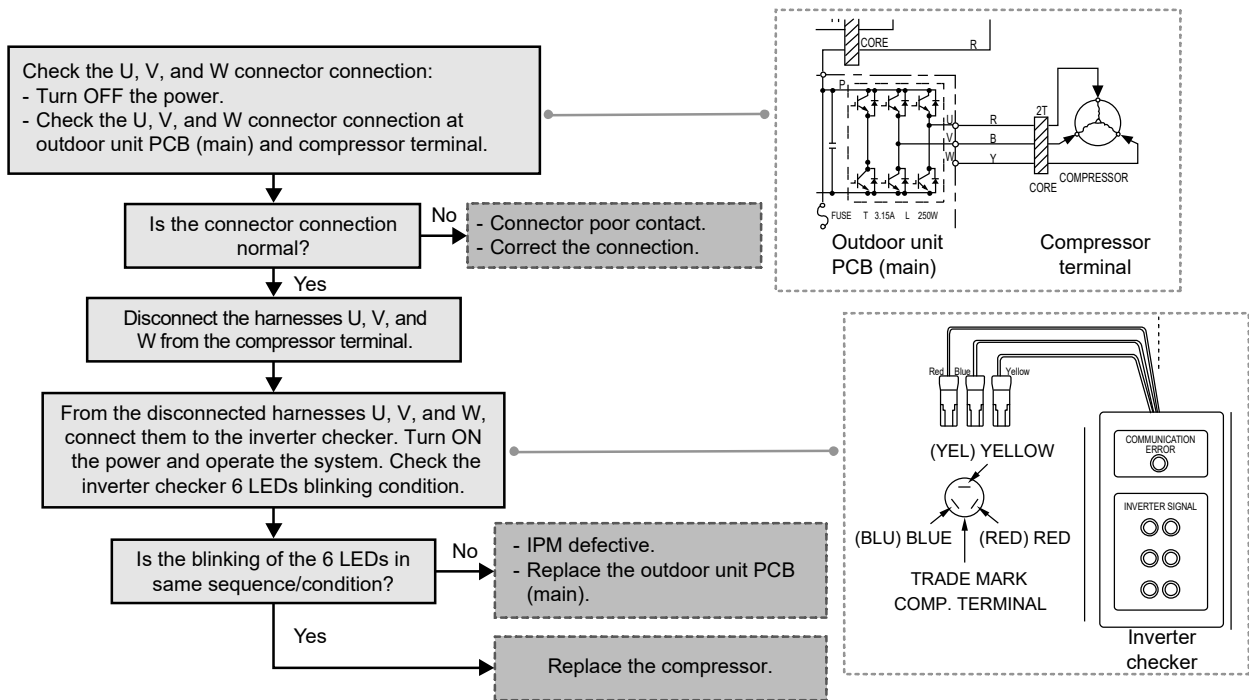 Check the U, V, and W connector connection:
- Turn OFF the power.
- Check the U, V, and W connector connection at
outdoor unit PCB (main) and compressor terminal.
Is the connector connection
normal?
No
- Connector poor contact.
- Correct the connection.
Yes
Disconnect the harnesses U, V, and
W from the compressor terminal.
From the disconnected harnesses U, V, and W,
connect them to the inverter checker. Turn ON
the power and operate the system. Check the
inverter checker 6 LEDs blinking condition.
Is the blinking of the 6 LEDs in
same sequence/condition?
No
- IPM defective.
- Replace the outdoor unit PCB
(main).
Yes
Replace the compressor.
CORE
R
P
U
R
2T
V
B
W
Y
CORE
COMPRESSOR
FUSE T 3.15A L 250W
Outdoor unit
PCB (main)
Compressor
terminal
Red
Blue
Yellow
(YEL) YELLOW
(BLU) BLUE
(RED) RED
TRADE MARK
COMP. TERMINAL
COMMUNICATION
ERROR
INVERTER SIGNAL
Inverter
checker